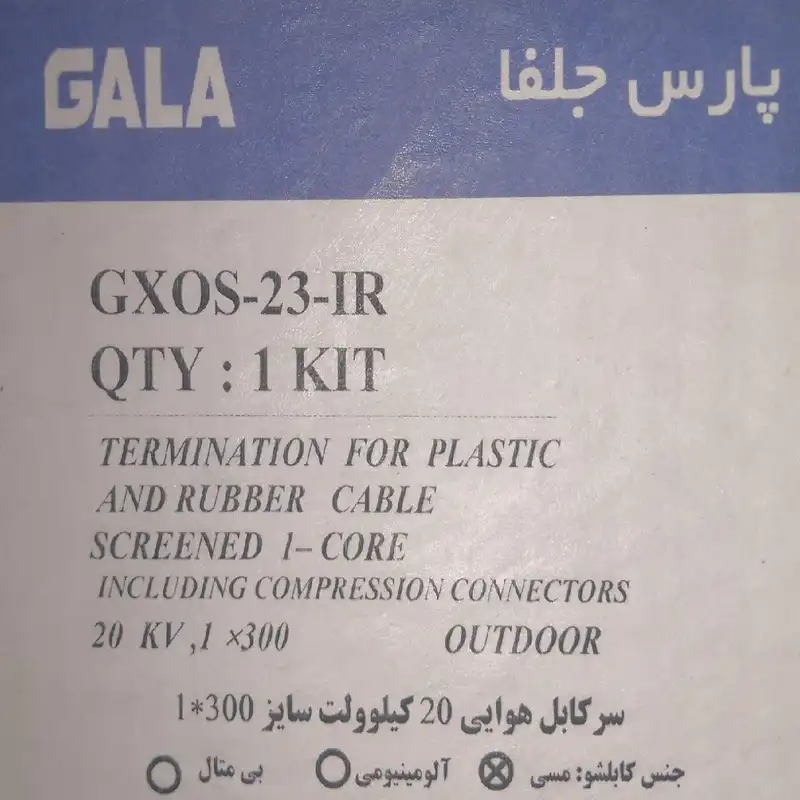 GALA پارس جلفا
GXOS-23-IR
QTY : 1 KIT
TERMINATION FOR PLASTIC
AND RUBBER CABLE
SCREENED 1-CORE
INCLUDING COMPRESSION CONNECTORS
20 KV ,1 ×300 OUTDOOR
سرکابل هوایی 20 کیلوولت سایز 300*1
جنس کابلشو: مسی ⊗ آلومینیومی ○ بی متال ○